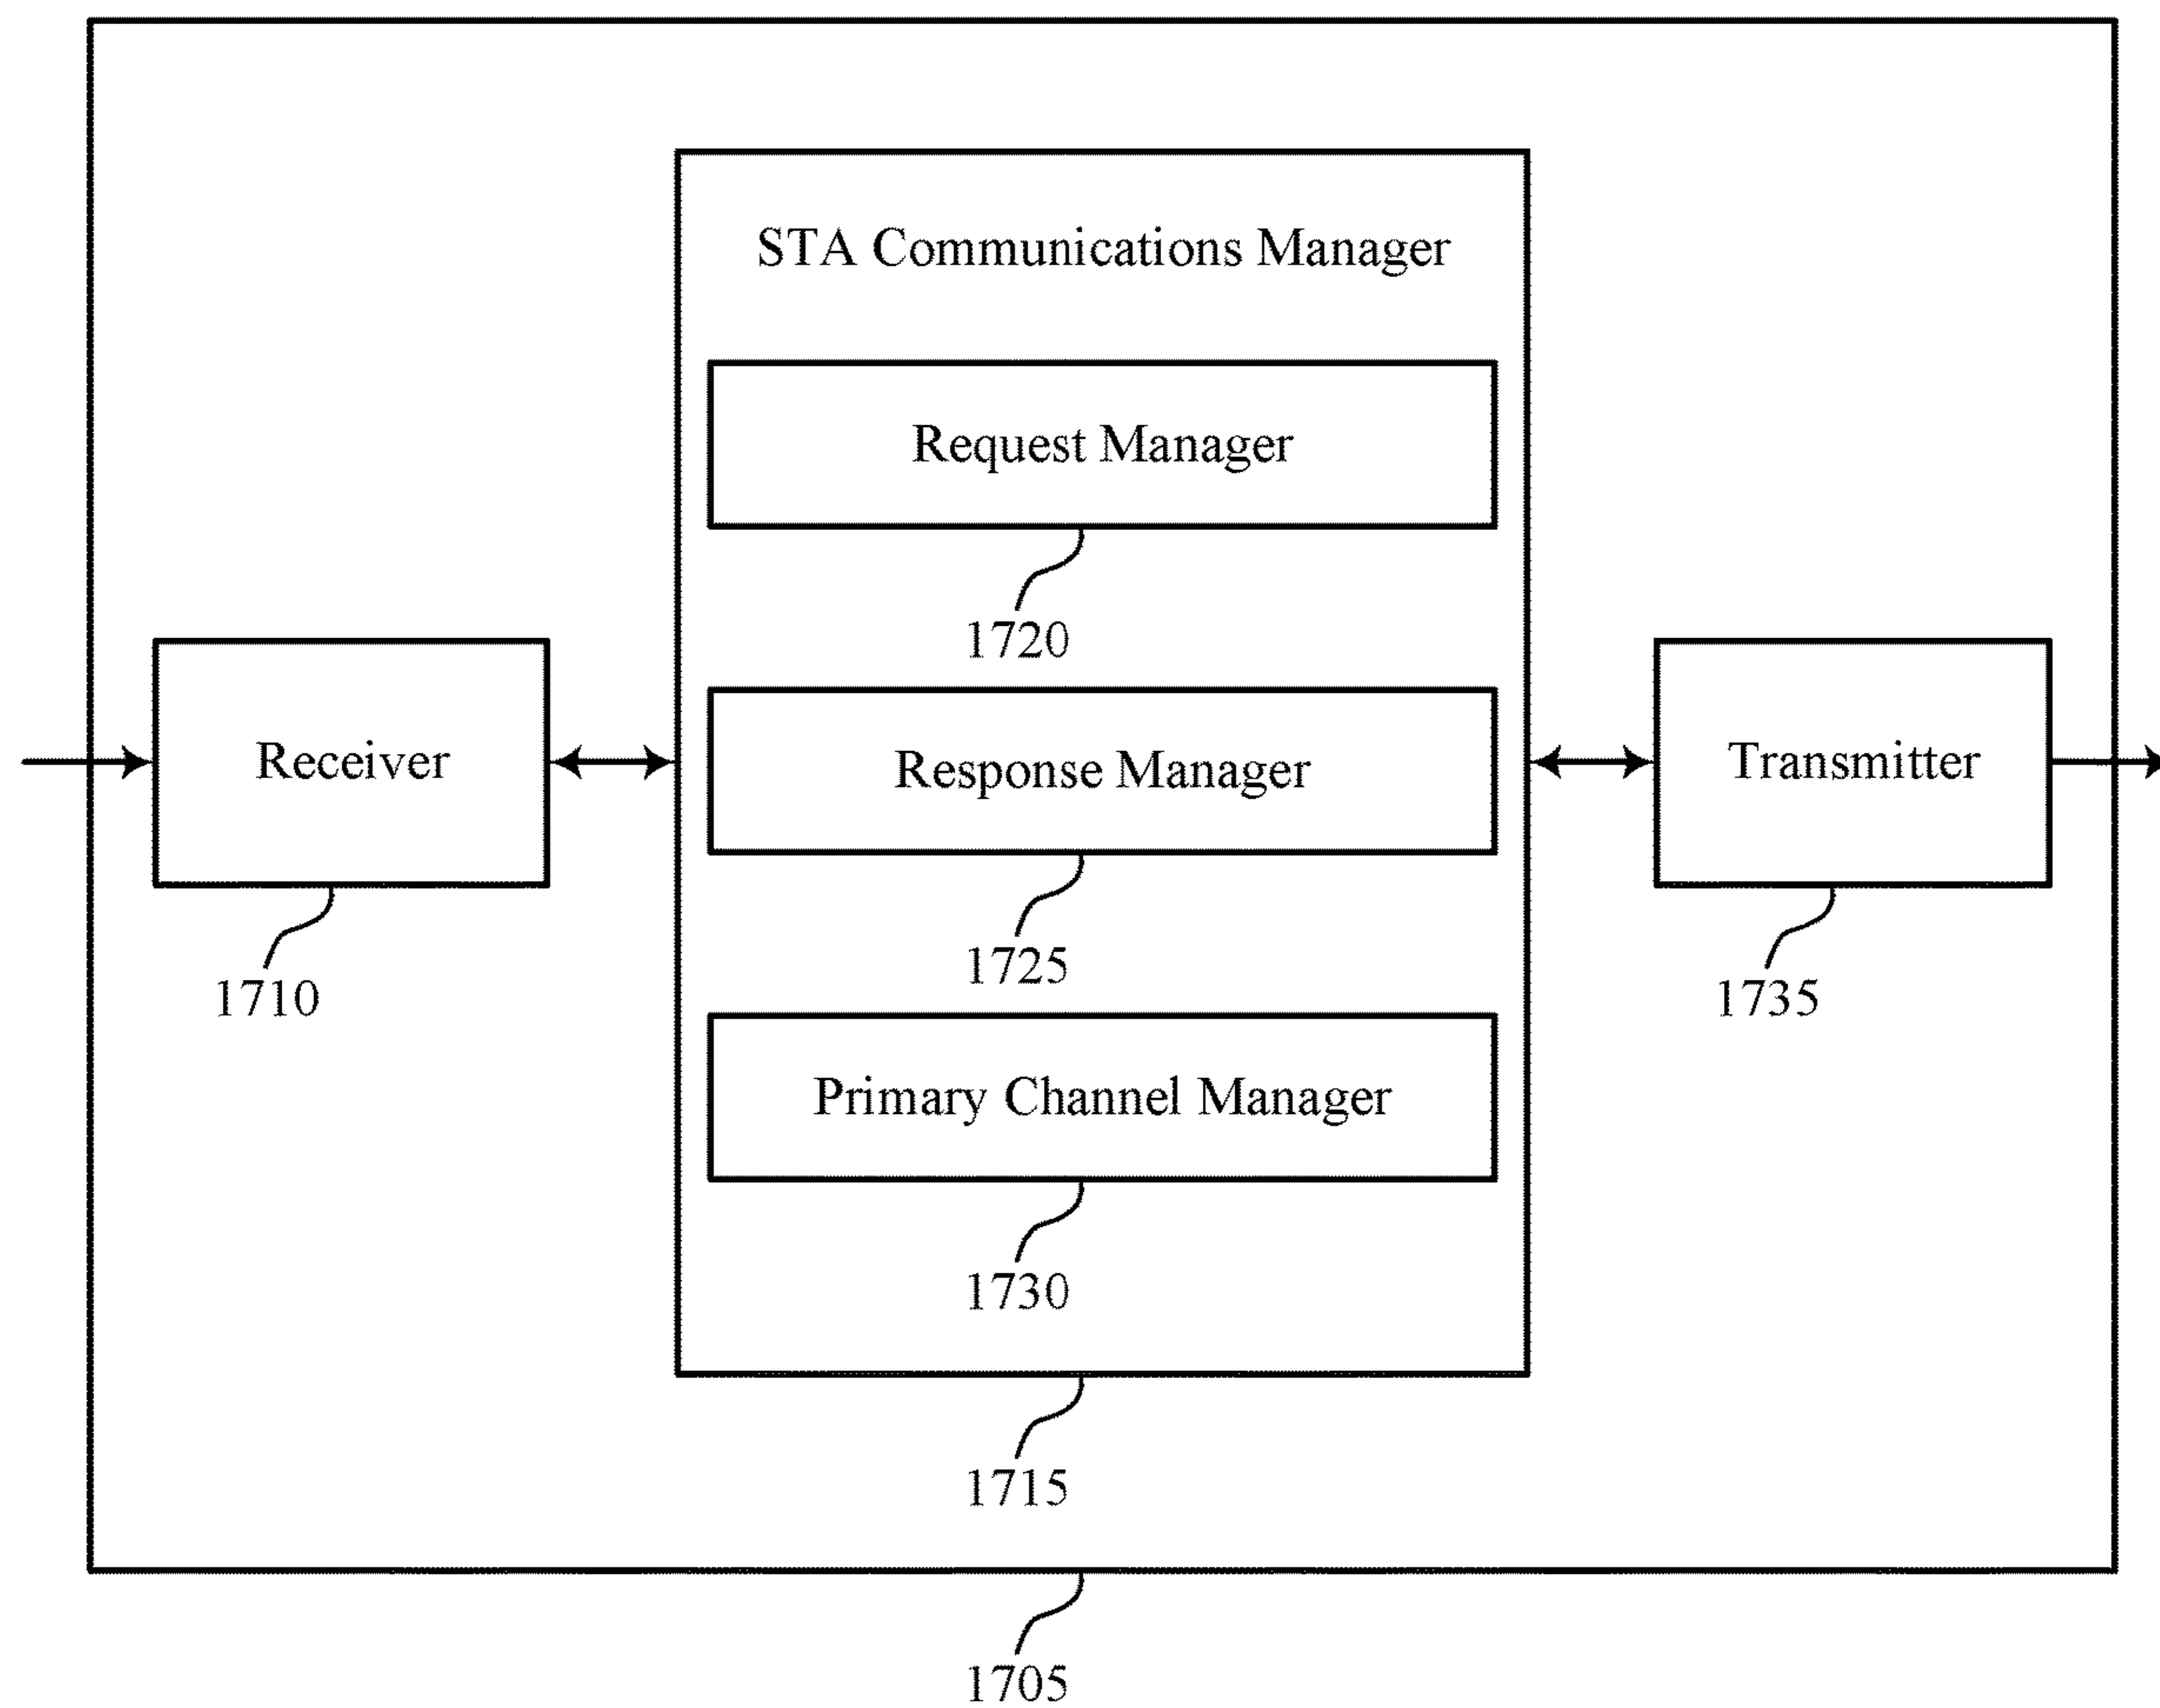 STA Communications Manager
Request Manager
1720
Receiver
1710
Response Manager
1725
Transmitter
1735
Primary Channel Manager
1730
1715
1705